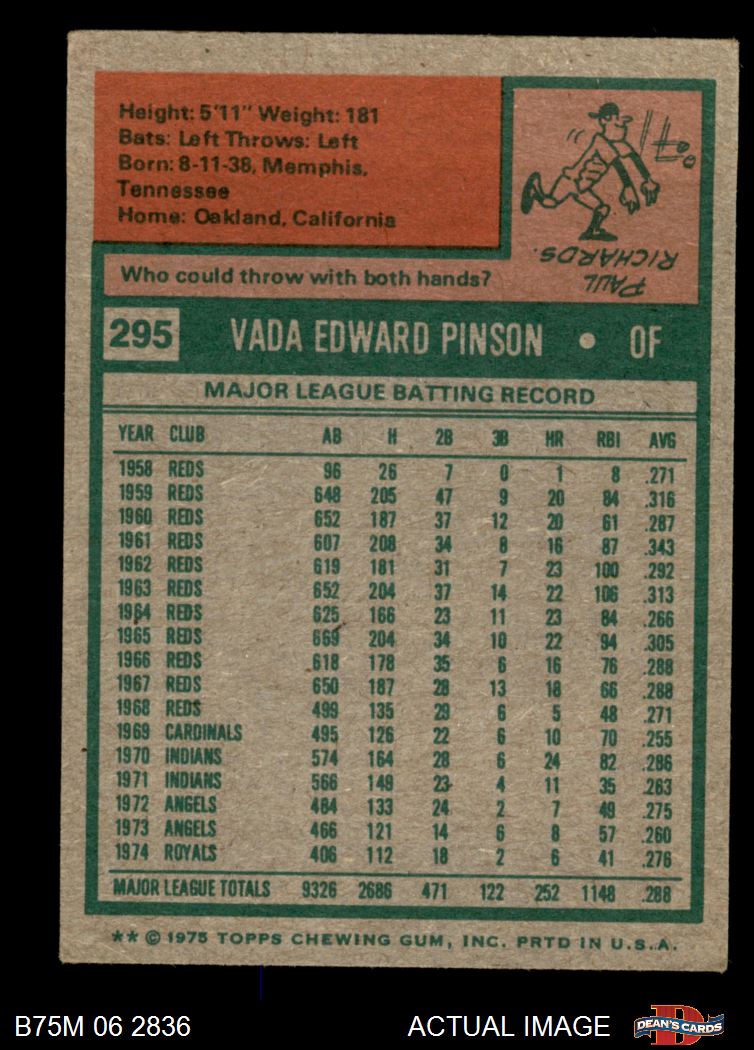 Height: 5'11" Weight: 181
Bats: Left Throws: Left
Born: 8-11-38, Memphis,
Tennessee
Home: Oakland, California
PAUL
RICHARDS.
Who could throw with both hands?
295 VADA EDWARD PINSON • OF
MAJOR LEAGUE BATTING RECORD
YEAR CLUB AB H 2B 3B HR RBI AVG
1958 REDS 96 26 7 0 1 8 .271
1959 REDS 648 205 47 9 20 84 .316
1960 REDS 652 187 37 12 20 61 .287
1961 REDS 607 208 34 8 16 87 .343
1962 REDS 619 181 31 7 23 100 .292
1963 REDS 652 204 37 14 22 106 .313
1964 REDS 625 166 23 11 23 84 .266
1965 REDS 669 204 34 10 22 94 .305
1966 REDS 618 178 35 6 16 76 .288
1967 REDS 650 187 28 13 18 66 .288
1968 REDS 499 135 29 6 5 48 .271
1969 CARDINALS 495 126 22 6 10 70 .255
1970 INDIANS 574 164 28 6 24 82 .286
1971 INDIANS 566 149 23 4 11 35 .263
1972 ANGELS 484 133 24 2 7 49 .275
1973 ANGELS 466 121 14 6 8 57 .260
1974 ROYALS 406 112 18 2 6 41 .276
MAJOR LEAGUE TOTALS 9326 2686 471 122 252 1148 .288
** © 1975 TOPPS CHEWING GUM, INC. PRTD IN U.S.A.
B75M 06 2836 ACTUAL IMAGE DEAN'S CARDS